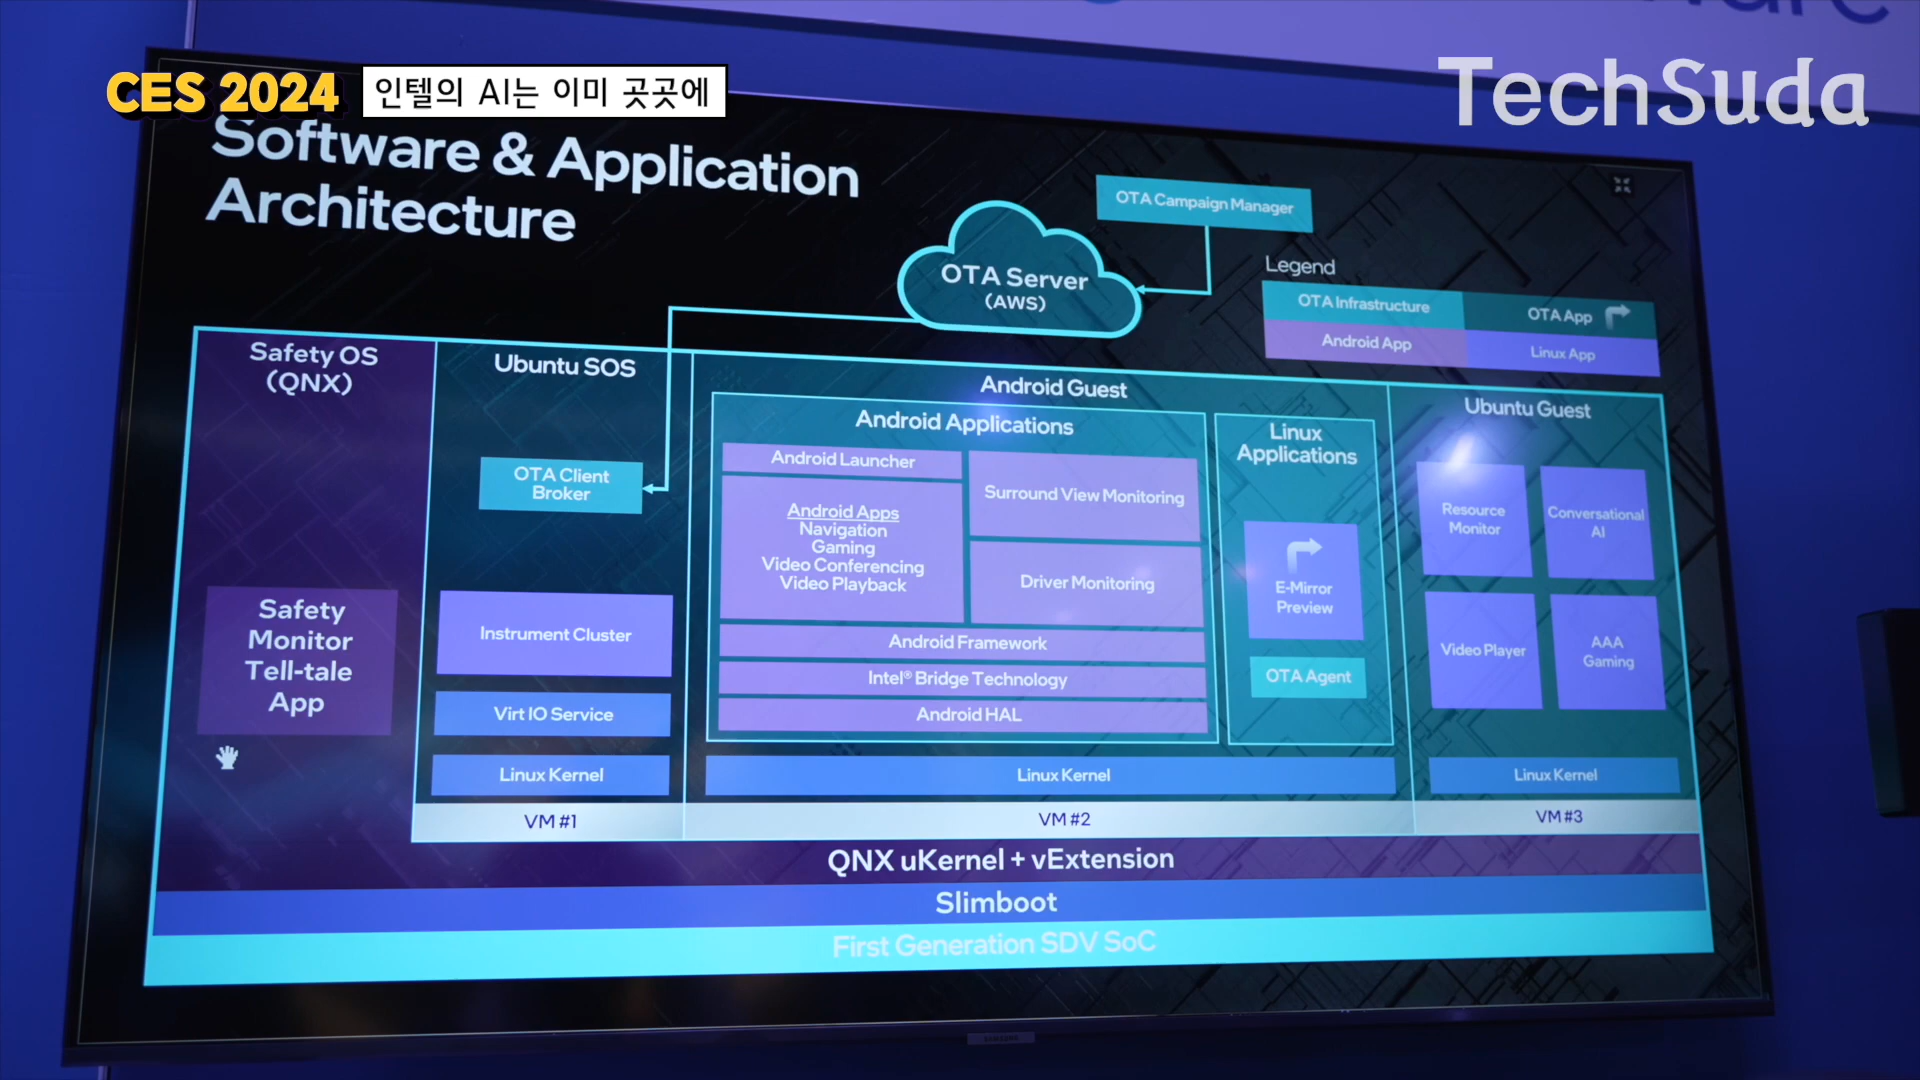 CES 2024
인텔의 AI는 이미 곳곳에
TechSuda
Software & Application
Architecture
OTA Campaign Manager
OTA Server
(AWS)
Legend
OTA Infrastructure
OTA App
Android App
Linux App
Safety OS
(QNX)
Safety
Monitor
Tell-tale
App
Ubuntu SOS
OTA Client
Broker
Instrument Cluster
Virt IO Service
Linux Kernel
VM #1
Android Guest
Android Applications
Android Launcher
Android Apps
Navigation
Gaming
Video Conferencing
Video Playback
Surround View Monitoring
Driver Monitoring
Android Framework
Intel® Bridge Technology
Android HAL
Linux
Applications
E-Mirror
Preview
OTA Agent
Linux Kernel
VM #2
Ubuntu Guest
Resource
Monitor
Conversational
AI
Video Player
AAA
Gaming
Linux Kernel
VM #3
QNX uKernel + vExtension
Slimboot
First Generation SDV SoC
SAMSUNG